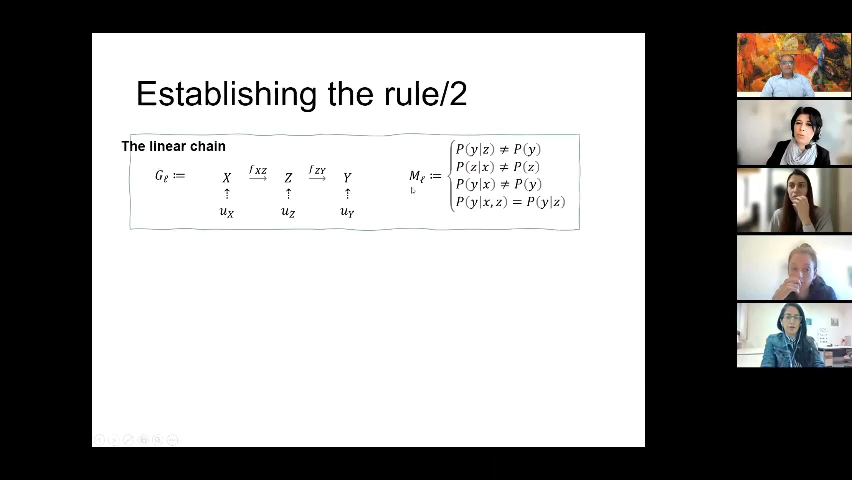 Establishing the rule/2
The linear chain
G_ℓ ≔ X —f_XZ→ Z —f_ZY→ Y
⇡ ⇡ ⇡
u_X u_Z u_Y
M_ℓ ≔ {
P(y|z) ≠ P(y)
P(z|x) ≠ P(z)
P(y|x) ≠ P(y)
P(y|x, z) = P(y|z)